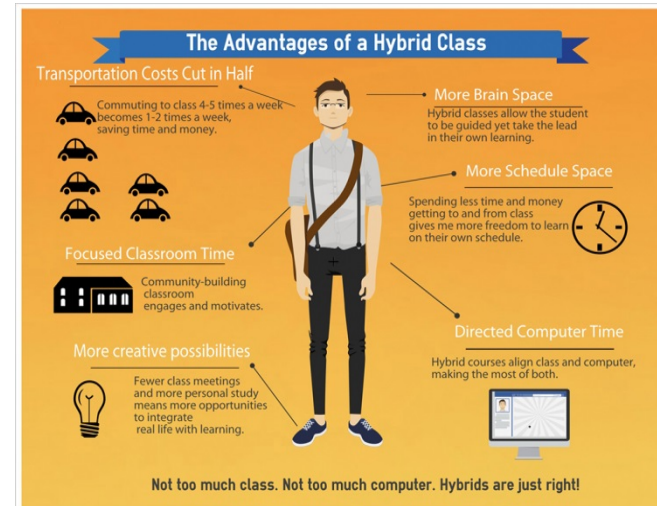 The Advantages of a Hybrid Class
Transportation Costs Cut in Half
Commuting to class 4-5 times a week
becomes 1-2 times a week,
saving time and money.
Focused Classroom Time
Community-building
classroom
engages and motivates.
More creative possibilities
Fewer class meetings
and more personal study
means more opportunities
to integrate
real life with learning.
More Brain Space
Hybrid classes allow the student
to be guided yet take the lead
in their own learning.
More Schedule Space
Spending less time and money
getting to and from class
gives me more freedom to learn
on their own schedule.
Directed Computer Time
Hybrid courses align class and computer,
making the most of both.
Not too much class. Not too much computer. Hybrids are just right!